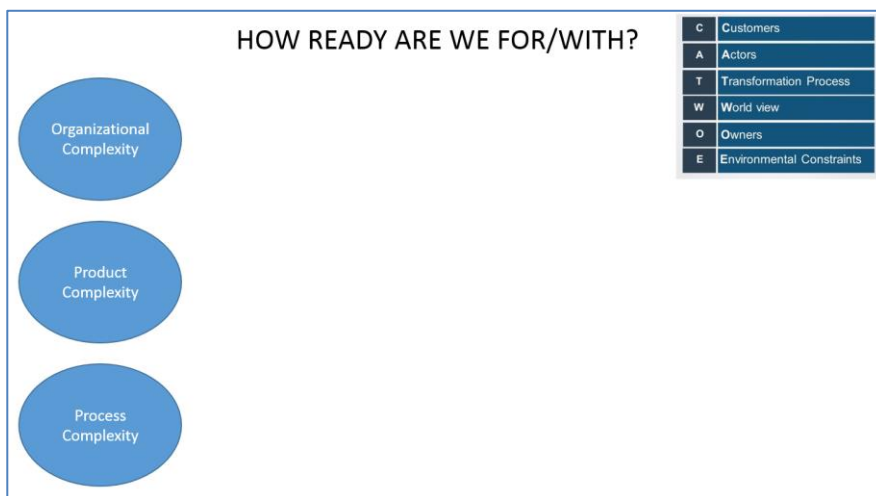 HOW READY ARE WE FOR/WITH?
C Customers
A Actors
T Transformation Process
W World view
O Owners
E Environmental Constraints
Organizational
Complexity
Product
Complexity
Process
Complexity